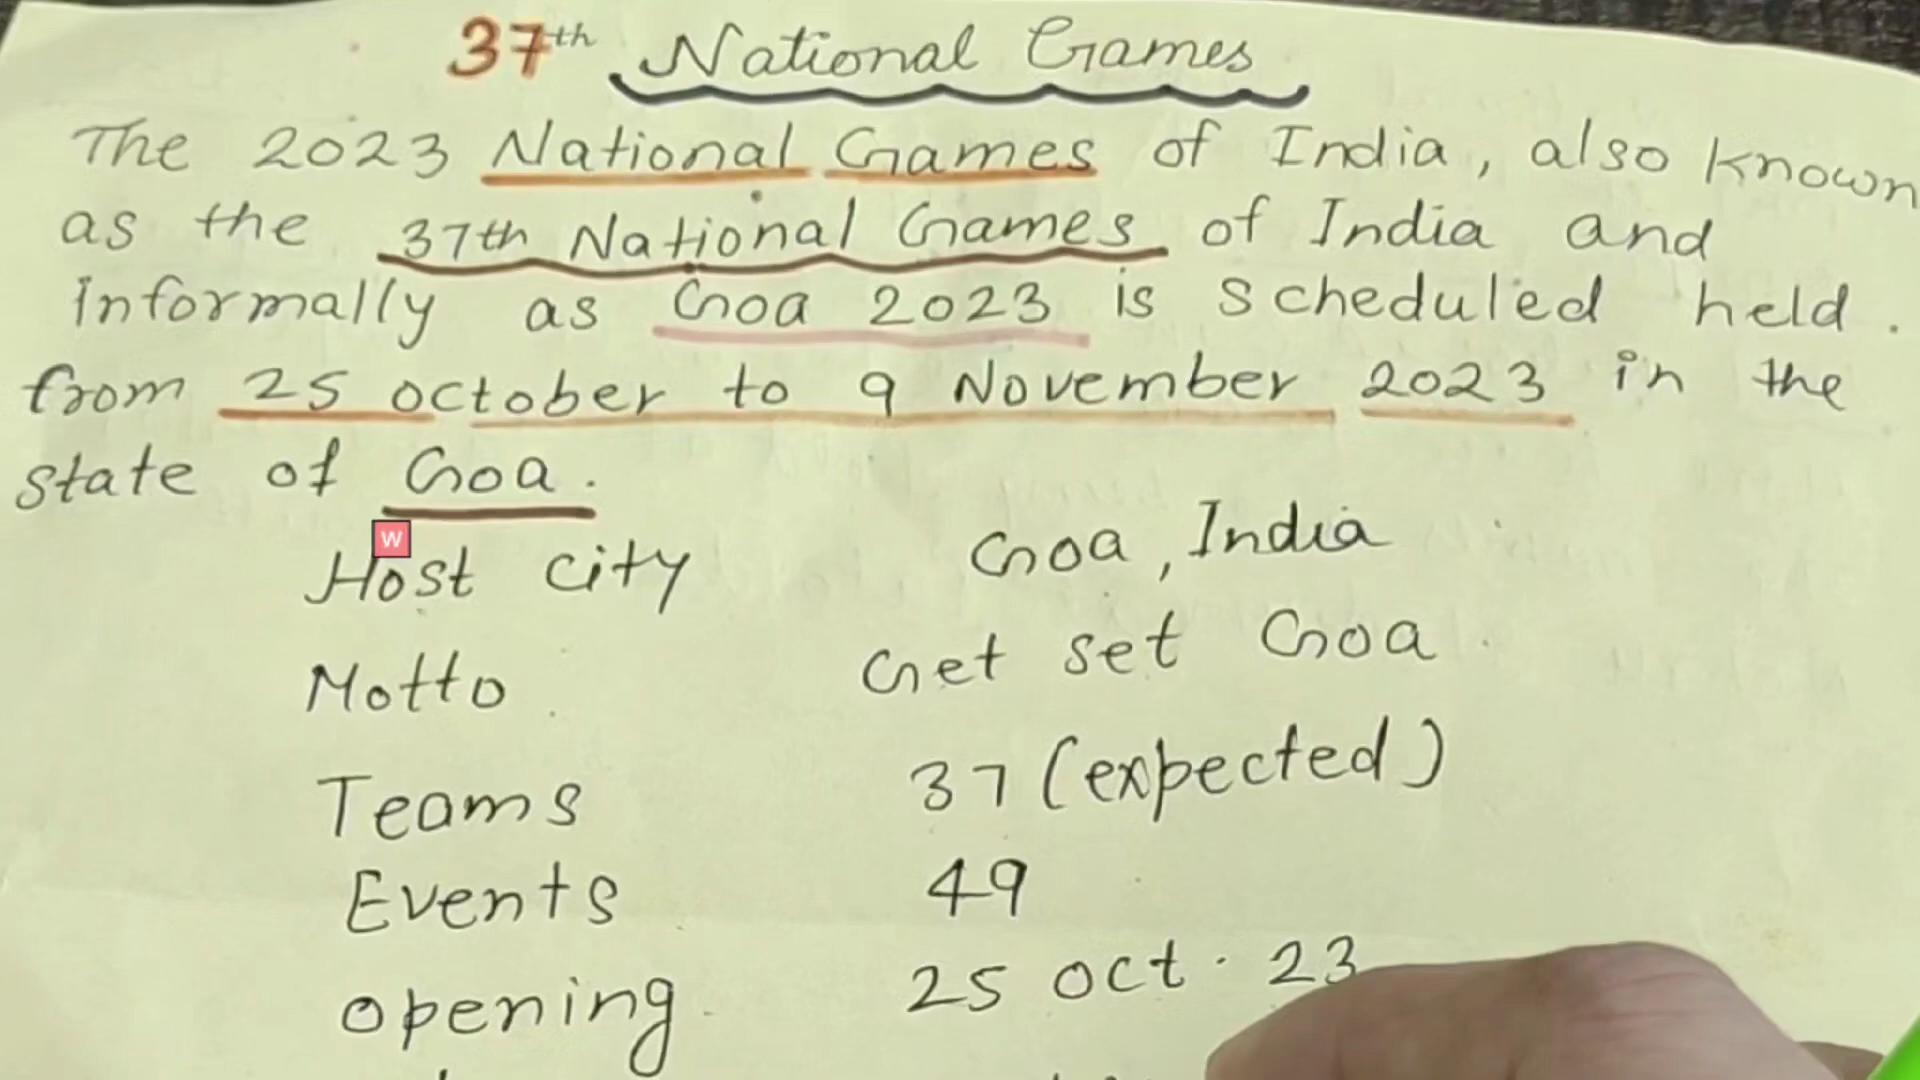 37th National Games
The 2023 National Games of India, also known
as the 37th National Games of India and
informally as Goa 2023 is scheduled held.
from 25 october to 9 November 2023 in the
state of Goa.
W
Host city Goa, India
Motto Get set Goa.
Teams 37 (expected)
Events 49
opening 25 oct. 23